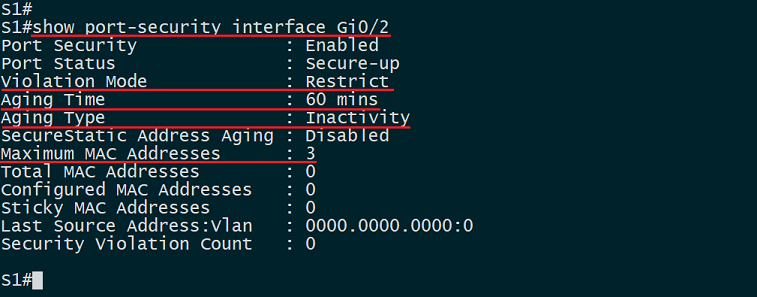 S1#
S1#show port-security interface Gi0/2
Port Security              : Enabled
Port Status                : Secure-up
Violation Mode             : Restrict
Aging Time                 : 60 mins
Aging Type                 : Inactivity
SecureStatic Address Aging : Disabled
Maximum MAC Addresses      : 3
Total MAC Addresses        : 0
Configured MAC Addresses   : 0
Sticky MAC Addresses       : 0
Last Source Address:Vlan   : 0000.0000.0000:0
Security Violation Count   : 0
S1#